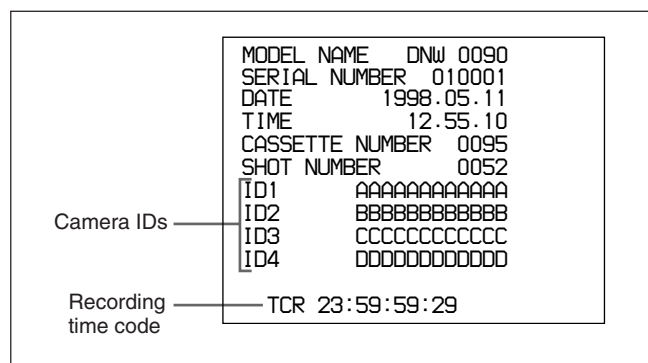 MODEL NAME DNW 0090
SERIAL NUMBER 010001
DATE 1998.05.11
TIME 12.55.10
CASSETTE NUMBER 0095
SHOT NUMBER 0052
ID1 AAAAAAAAAAAA
ID2 BBBBBBBBBBBB
ID3 CCCCCCCCCCCC
ID4 DDDDDDDDDDDD
Camera IDs
TCR 23:59:59:29
Recording
time code